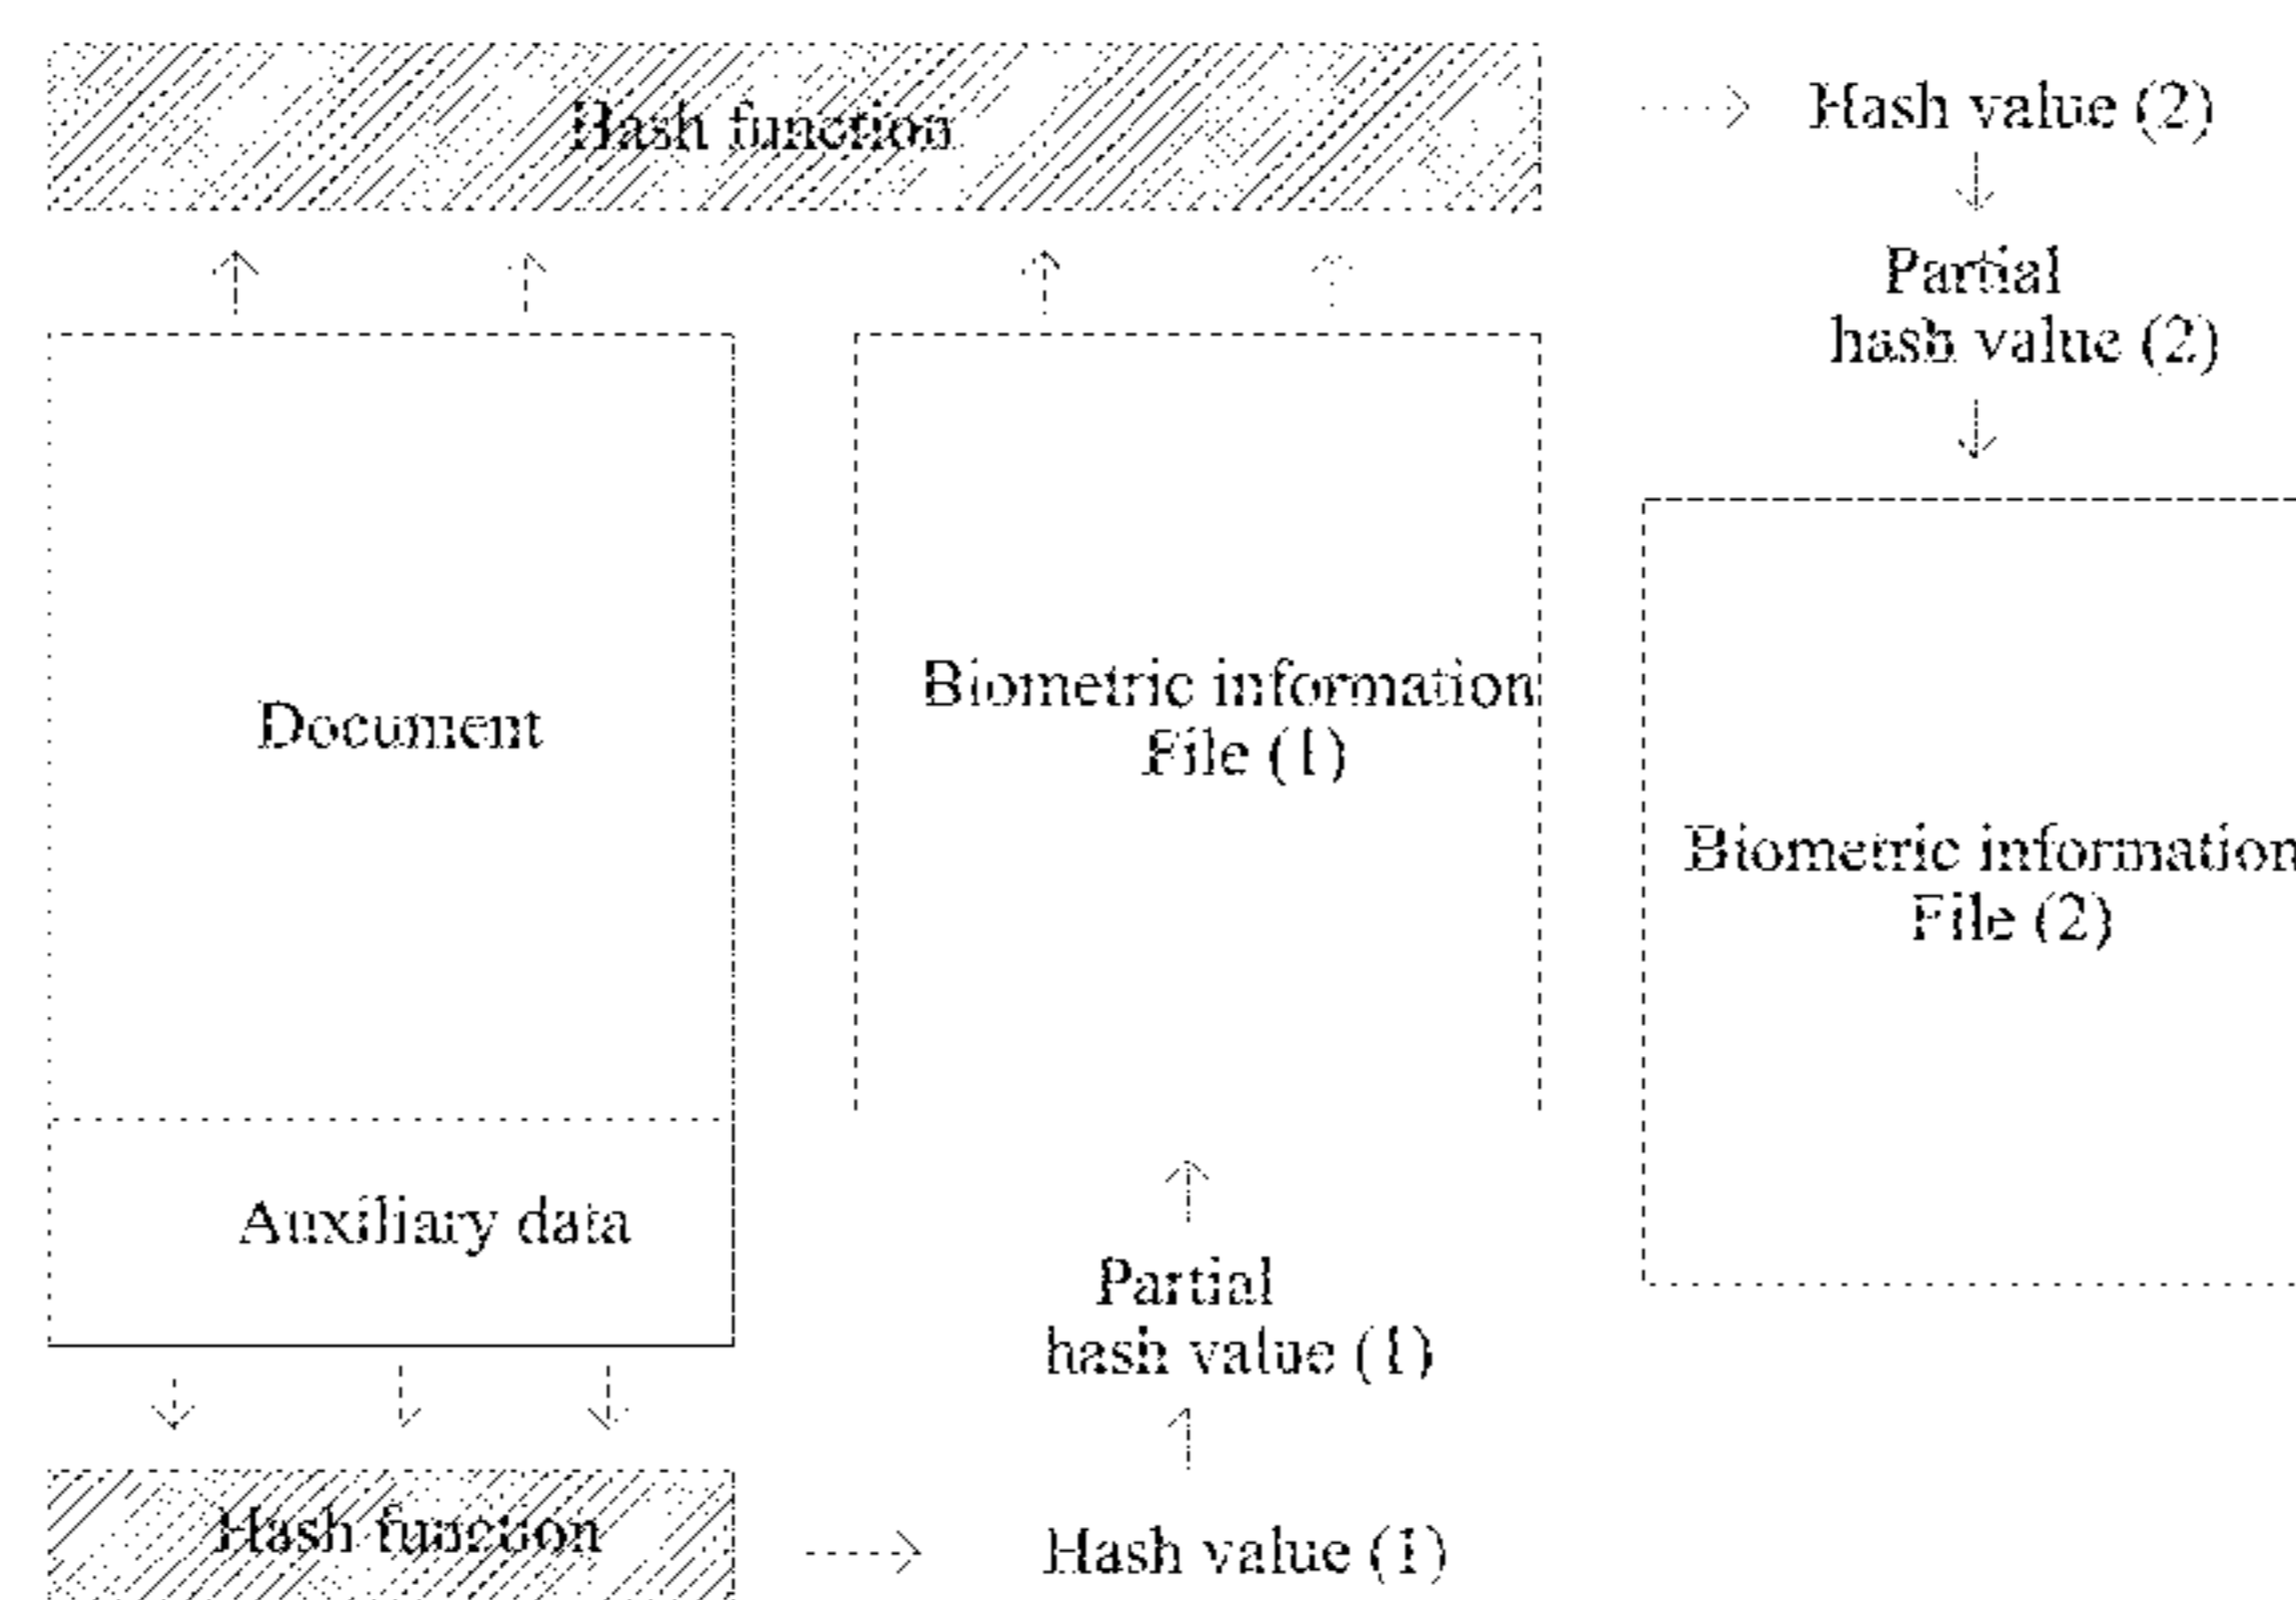 Hash function
Hash value (2)
Partial
hash value (2)
Document
Biometric information
File (1)
Biometric information
File (2)
Auxiliary data
Partial
hash value (1)
Hash function
Hash value (1)